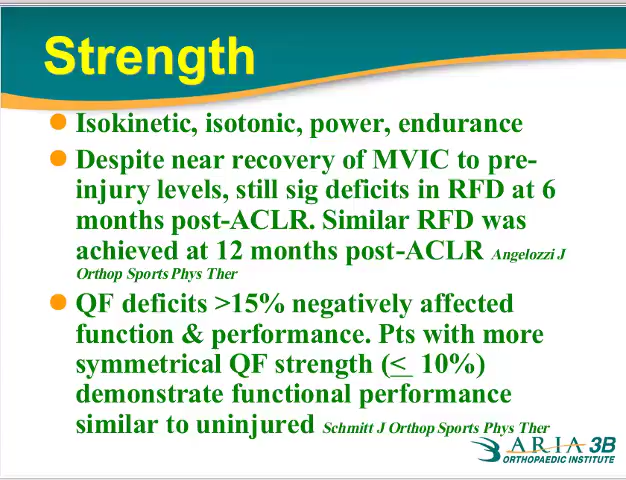 Strength
Isokinetic, isotonic, power, endurance
Despite near recovery of MVIC to pre-
injury levels, still sig deficits in RFD at 6
months post-ACLR. Similar RFD was
achieved at 12 months post-ACLR Angelozzi J
Orthop Sports Phys Ther
QF deficits >15% negatively affected
function & performance. Pts with more
symmetrical QF strength (< 10%)
demonstrate functional performance
similar to uninjured Schmitt J Orthop Sports Phys Ther
ARIA 3B
ORTHOPAEDIC INSTITUTE